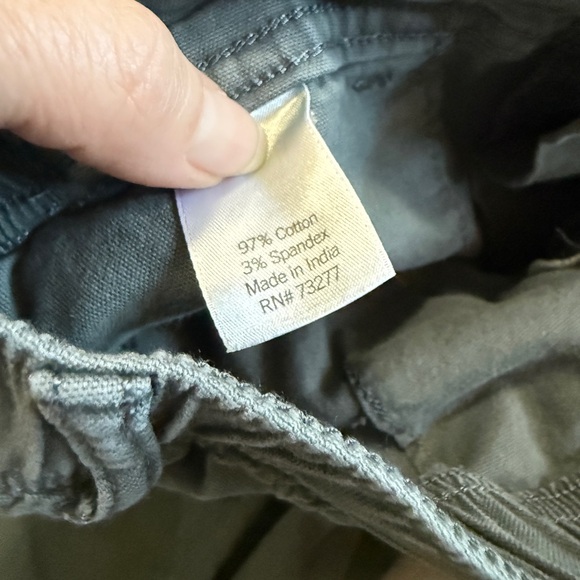 97% Cotton
3% Spandex
Made in India
RN# 73277